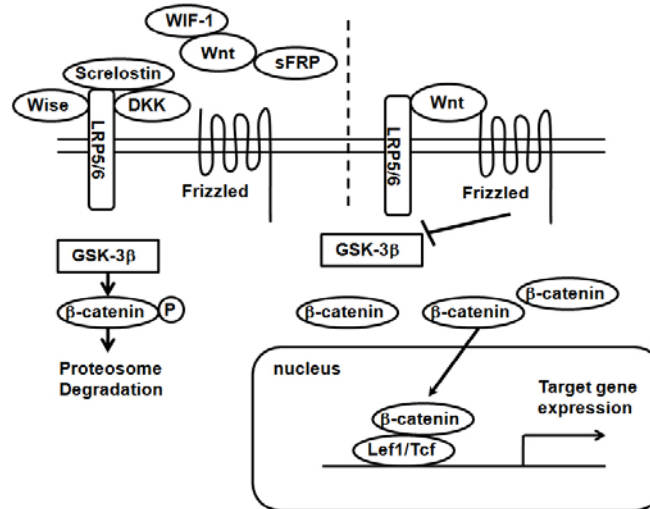 WIF-1
Wnt
sFRP
Screlostin
Wise
DKK
LRP5/6
Frizzled
Wnt
LRP5/6
Frizzled
GSK-3β
β-catenin
P
Proteosome
Degradation
GSK-3β
β-catenin
β-catenin
β-catenin
nucleus
Target gene
expression
β-catenin
Lef1/Tcf